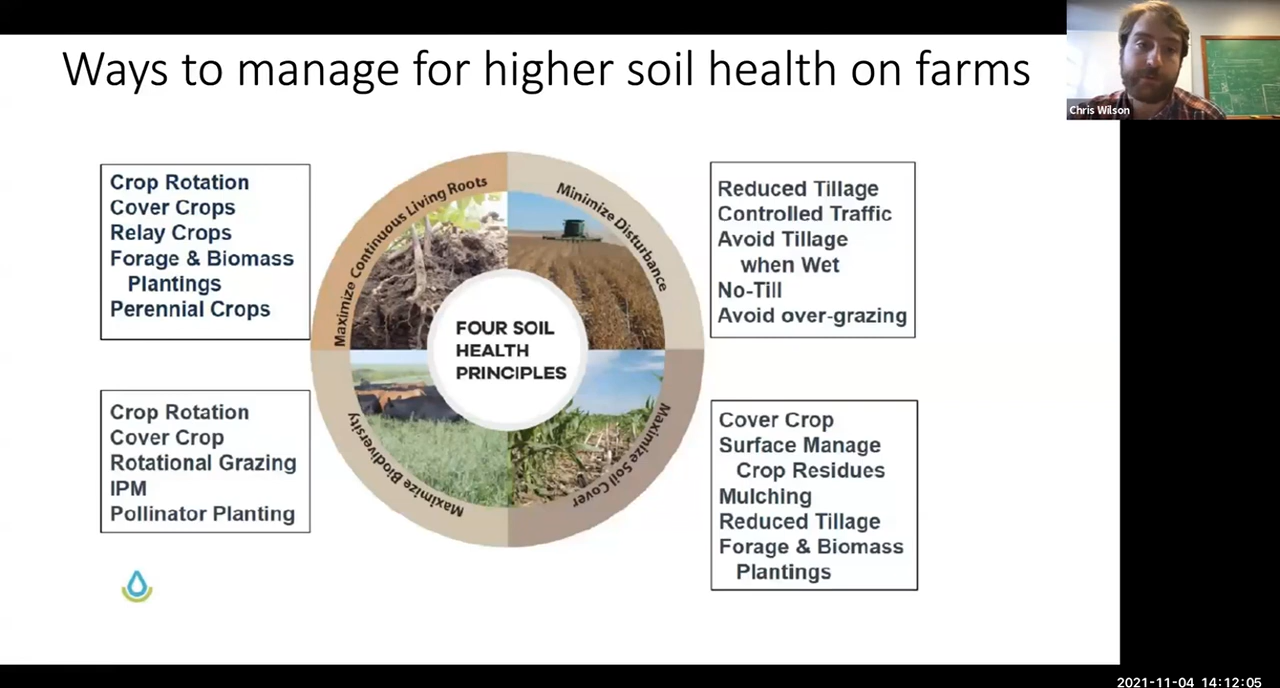 Ways to manage for higher soil health on farms
Chris Wilson
Crop Rotation
Cover Crops
Relay Crops
Forage & Biomass
Plantings
Perennial Crops
Maximize Continuous Living Roots
Minimize Disturbance
Reduced Tillage
Controlled Traffic
Avoid Tillage
when Wet
No-Till
Avoid over-grazing
FOUR SOIL
HEALTH
PRINCIPLES
Crop Rotation
Cover Crop
Rotational Grazing
IPM
Pollinator Planting
Maximize Biodiversity
Maximize Soil Cover
Cover Crop
Surface Manage
Crop Residues
Mulching
Reduced Tillage
Forage & Biomass
Plantings
2021-11-04 14:12:05